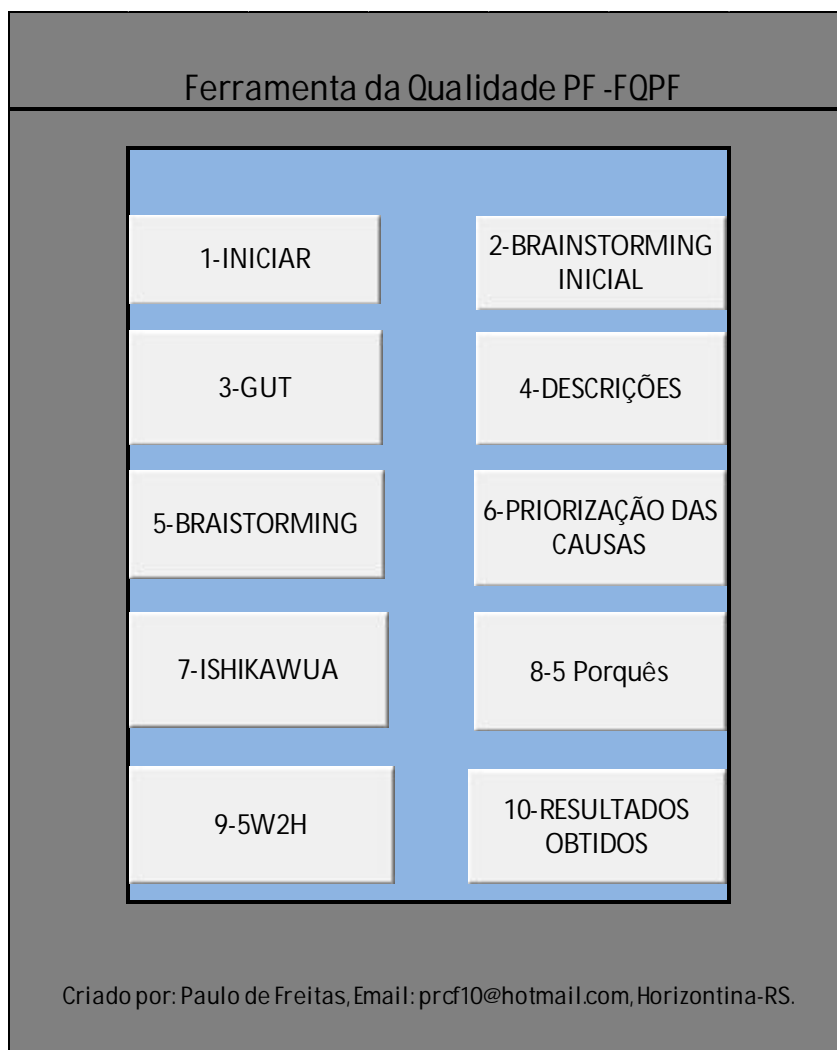 Ferramenta da Qualidade PF -FQPF
1-INICIAR
2-BRAINSTORMING
INICIAL
3-GUT
4-DESCRIÇÕES
5-BRAISTORMING
6-PRIORIZAÇÃO DAS
CAUSAS
7-ISHIKAWUA
8-5 Porquês
9-5W2H
10-RESULTADOS
OBTIDOS
Criado por: Paulo de Freitas, Email: prcf10@hotmail.com, Horizontina-RS.